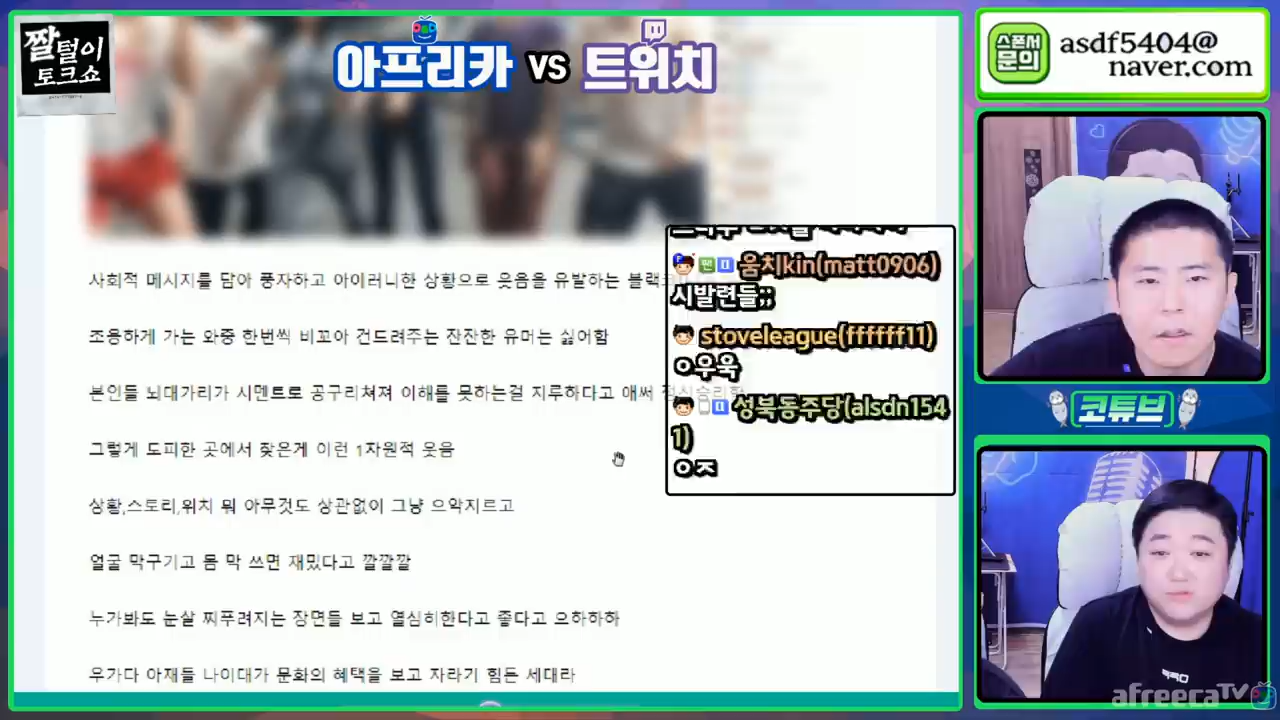 짤털이
토크쇼
아프리카 vs 트위치
스폰서
문의
asdf5404@
naver.com
사회적 메시지를 담아 풍자하고 아이러니한 상황으로 웃음을 유발하는
조용하게 가는 와중 한번씩 비꼬아 건드려주는 잔잔한 유머는 싫어함
본인들 뇌대가리가 시멘트로 공구리쳐져 이해를 못하는걸 지루하다고 애써 정신승리함
그렇게 도피한 곳에서 찾은게 이런 1차원적 웃음
상황,스토리,위치 뭐 아무것도 상관없이 그냥 으악지르고
얼굴 막구기고 몸 막 쓰면 재밌다고 깔깔깔
누가봐도 눈살 찌푸려지는 장면들 보고 열심히한다고 좋다고 으하하하
우가다 아재들 나이대가 문화의 혜택을 보고 자라기 힘든 세대라
움치kin(matt0906)
시발련들;;
stoveleague(ffffff11)
ㅇ우욱
성북동주당(alsdn154
1)
ㅇㅈ
코튜브
afreecaTV